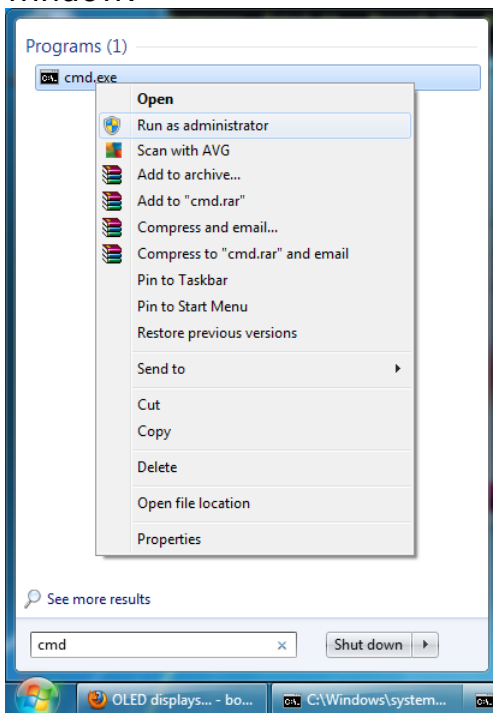 window.
Programs (1)
cmd.exe
Open
Run as administrator
Scan with AVG
Add to archive...
Add to "cmd.rar"
Compress and email...
Compress to "cmd.rar" and email
Pin to Taskbar
Pin to Start Menu
Restore previous versions
Send to
Cut
Copy
Delete
Open file location
Properties
See more results
cmd
Shut down
OLED displays... - bo...
C:\Windows\system...